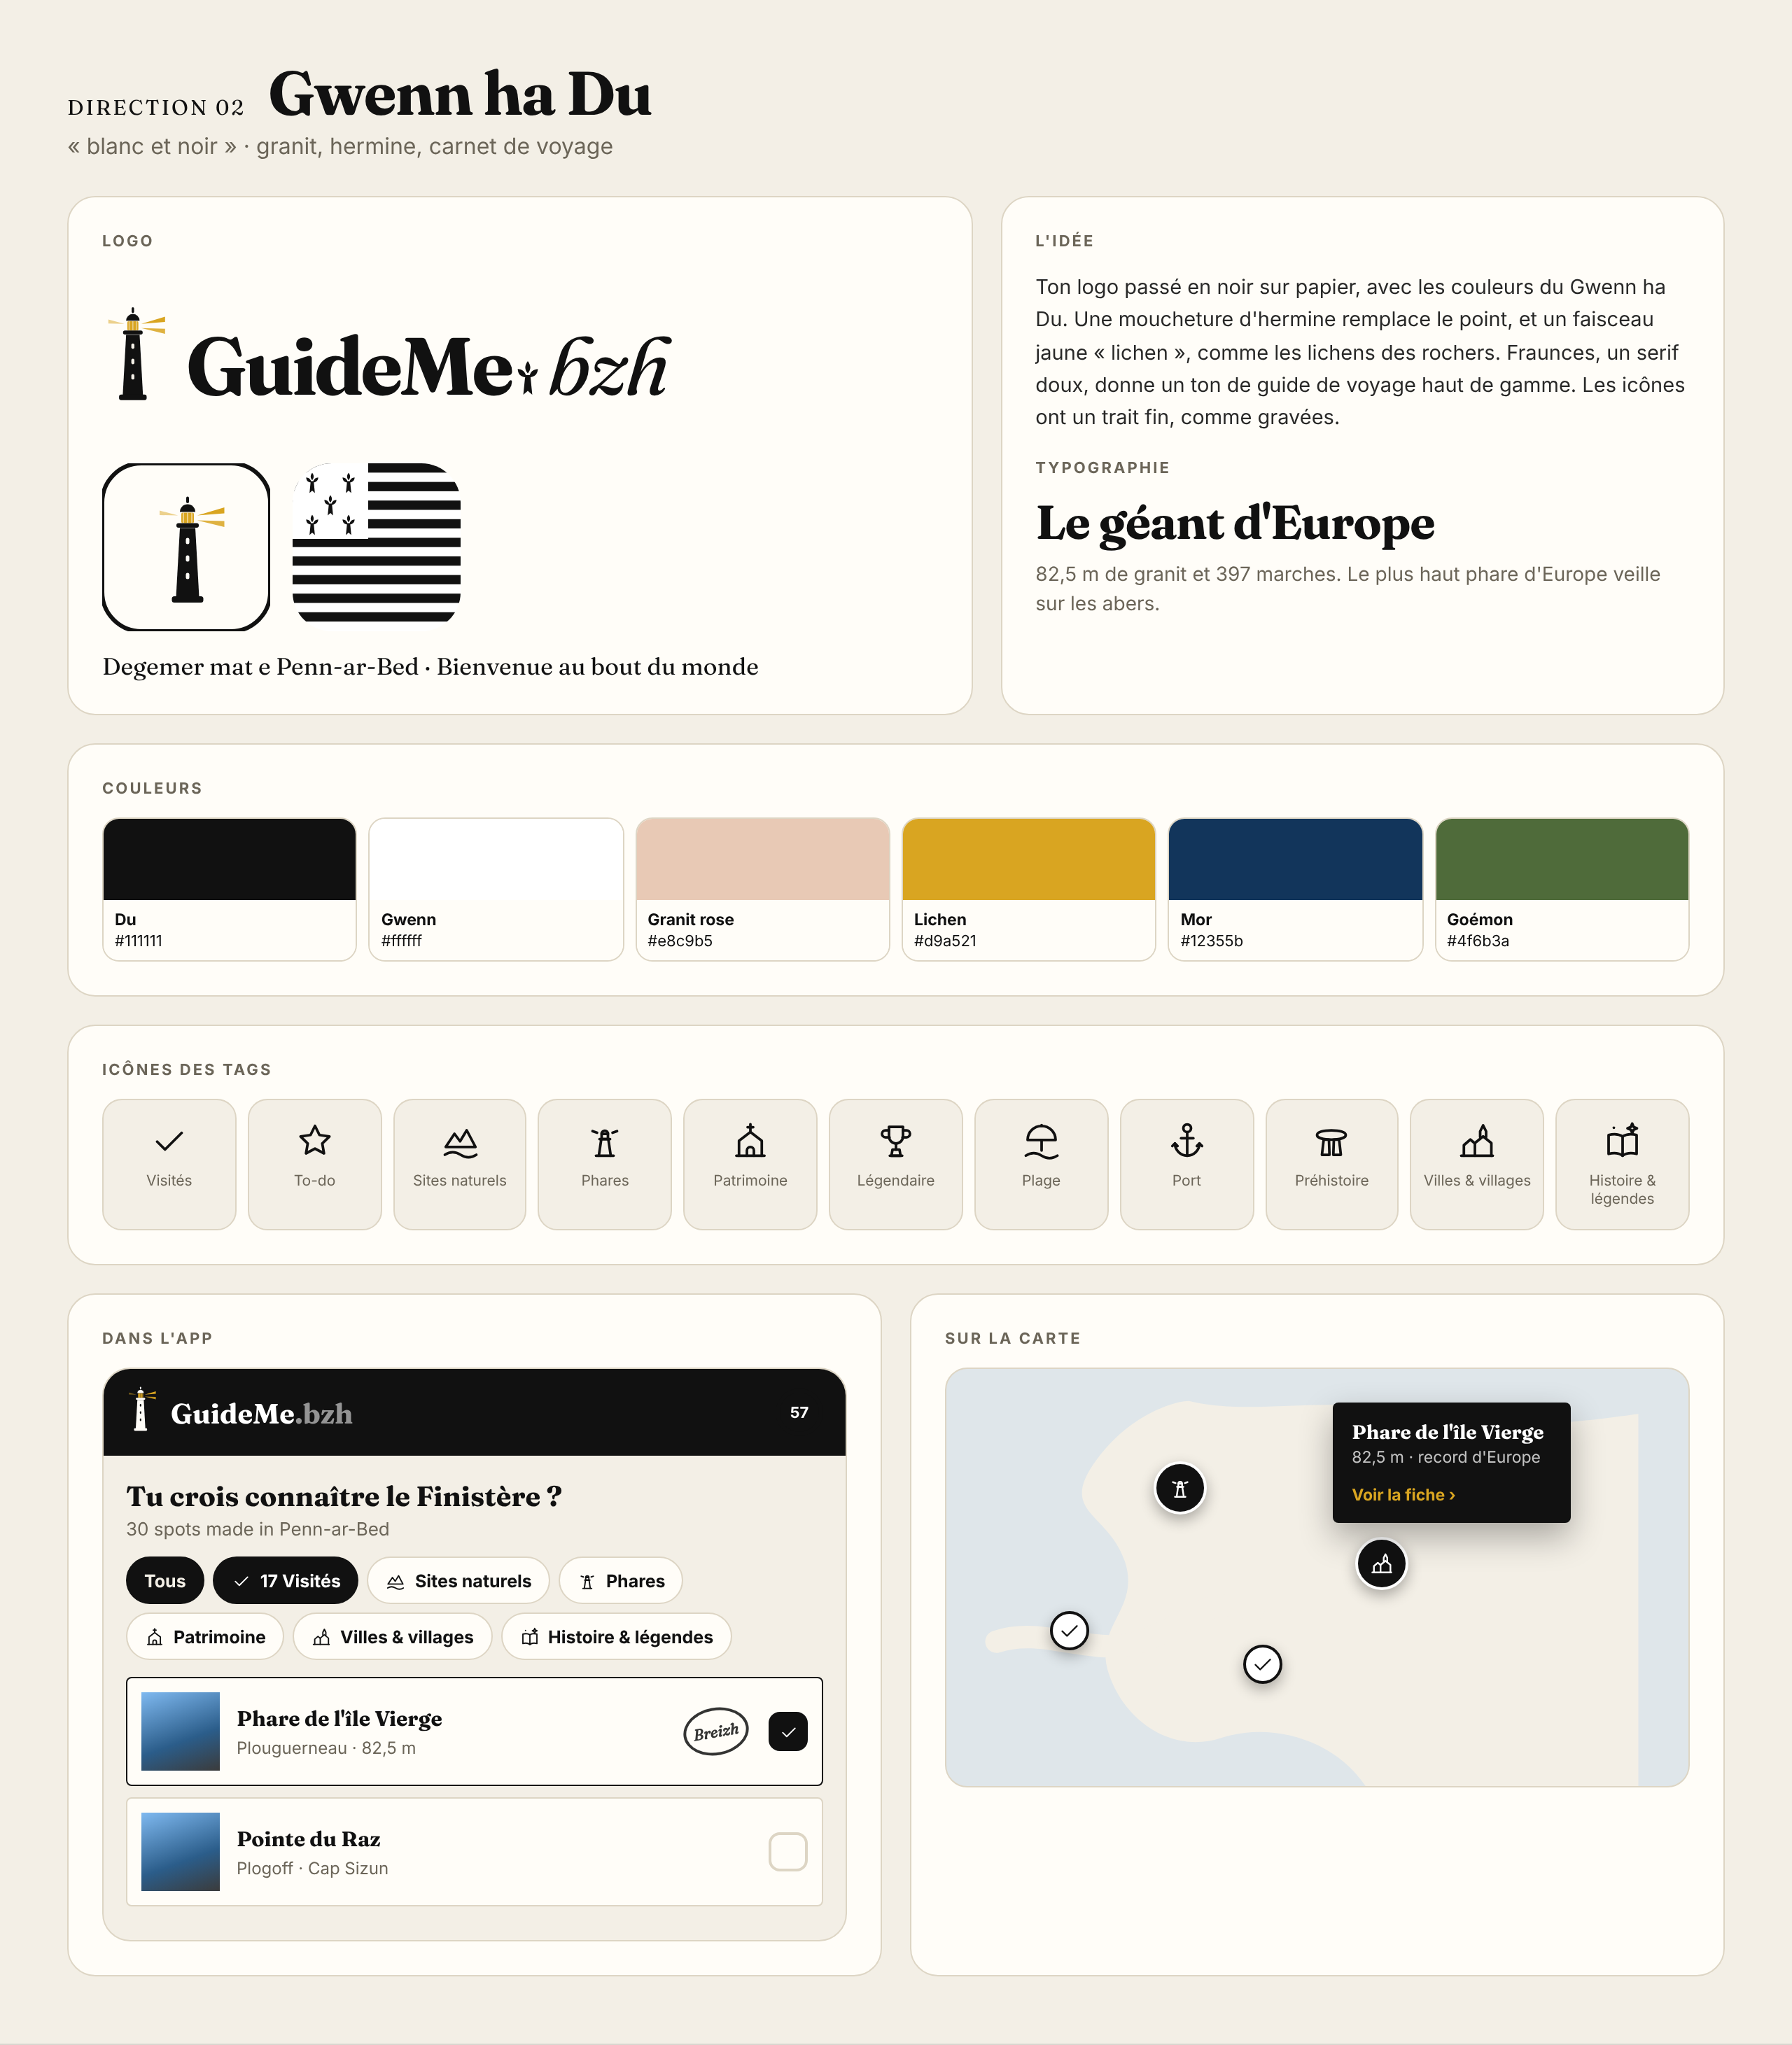 DIRECTION 02 Gwenn ha Du
« blanc et noir » · granit, hermine, carnet de voyage
LOGO
GuideMe bzh
Degemer mat e Penn-ar-Bed · Bienvenue au bout du monde
L'IDÉE
Ton logo passé en noir sur papier, avec les couleurs du Gwenn ha
Du. Une moucheture d'hermine remplace le point, et un faisceau
jaune « lichen », comme les lichens des rochers. Fraunces, un serif
doux, donne un ton de guide de voyage haut de gamme. Les icônes
ont un trait fin, comme gravées.
TYPOGRAPHIE
Le géant d'Europe
82,5 m de granit et 397 marches. Le plus haut phare d'Europe veille
sur les abers.
COULEURS
Du
#111111
Gwenn
#ffffff
Granit rose
#e8c9b5
Lichen
#d9a521
Mor
#12355b
Goémon
#4f6b3a
ICÔNES DES TAGS
Visités
To-do
Sites naturels
Phares
Patrimoine
Légendaire
Plage
Port
Préhistoire
Villes & villages
Histoire &
légendes
DANS L'APP
GuideMe.bzh
57
Tu crois connaître le Finistère ?
30 spots made in Penn-ar-Bed
Tous
17 Visités
Sites naturels
Phares
Patrimoine
Villes & villages
Histoire & légendes
Phare de l'île Vierge
Plouguerneau · 82,5 m
Breizh
Pointe du Raz
Plogoff · Cap Sizun
SUR LA CARTE
Phare de l'île Vierge
82,5 m · record d'Europe
Voir la fiche ›